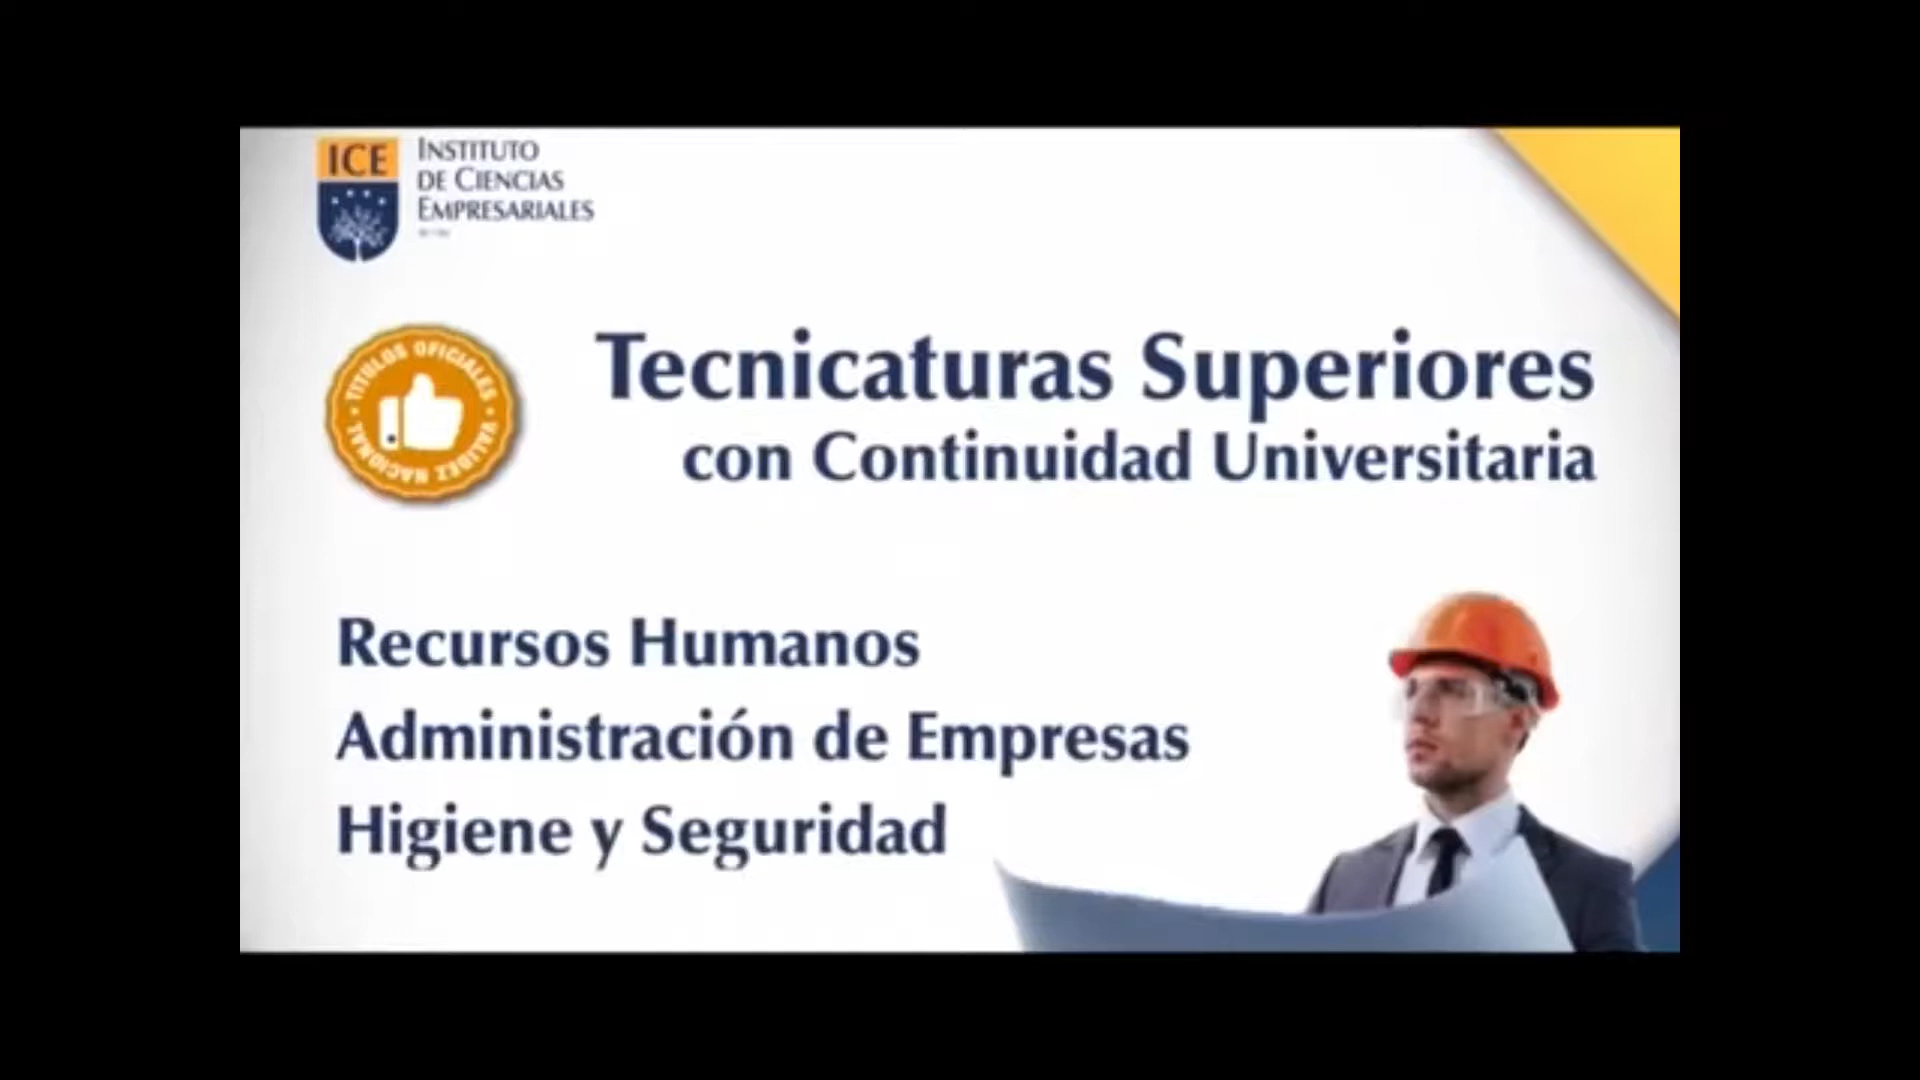 ICE
INSTITUTO
DE CIENCIAS
EMPRESARIALES
TITULOS OFICIALES • VALIDEZ NACIONAL •
Tecnicaturas Superiores
con Continuidad Universitaria
Recursos Humanos
Administración de Empresas
Higiene y Seguridad